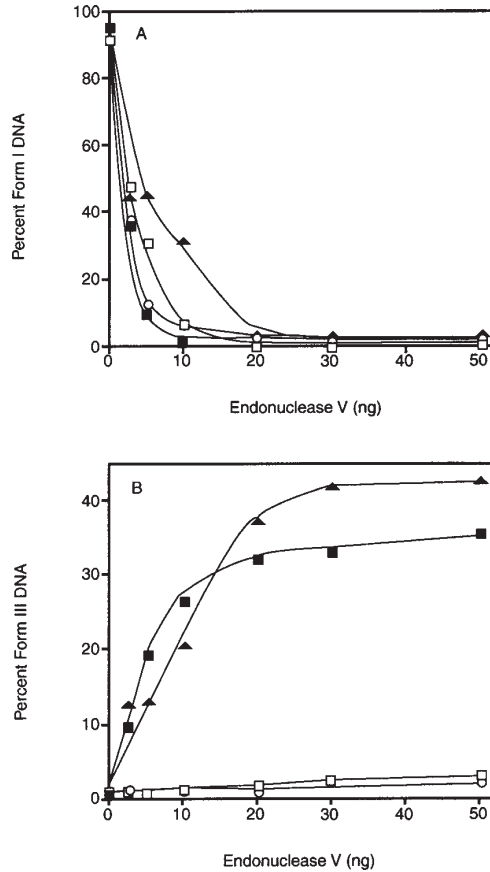 100
A
80
60
40
20
0
Percent Form I DNA
0 10 20 30 40 50
Endonuclease V (ng)
B
40
30
20
10
0
Percent Form III DNA
0 10 20 30 40 50
Endonuclease V (ng)